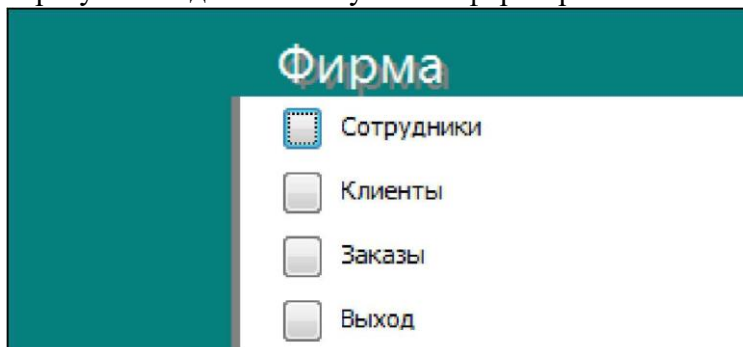 Фирма
Сотрудники
Клиенты
Заказы
Выход